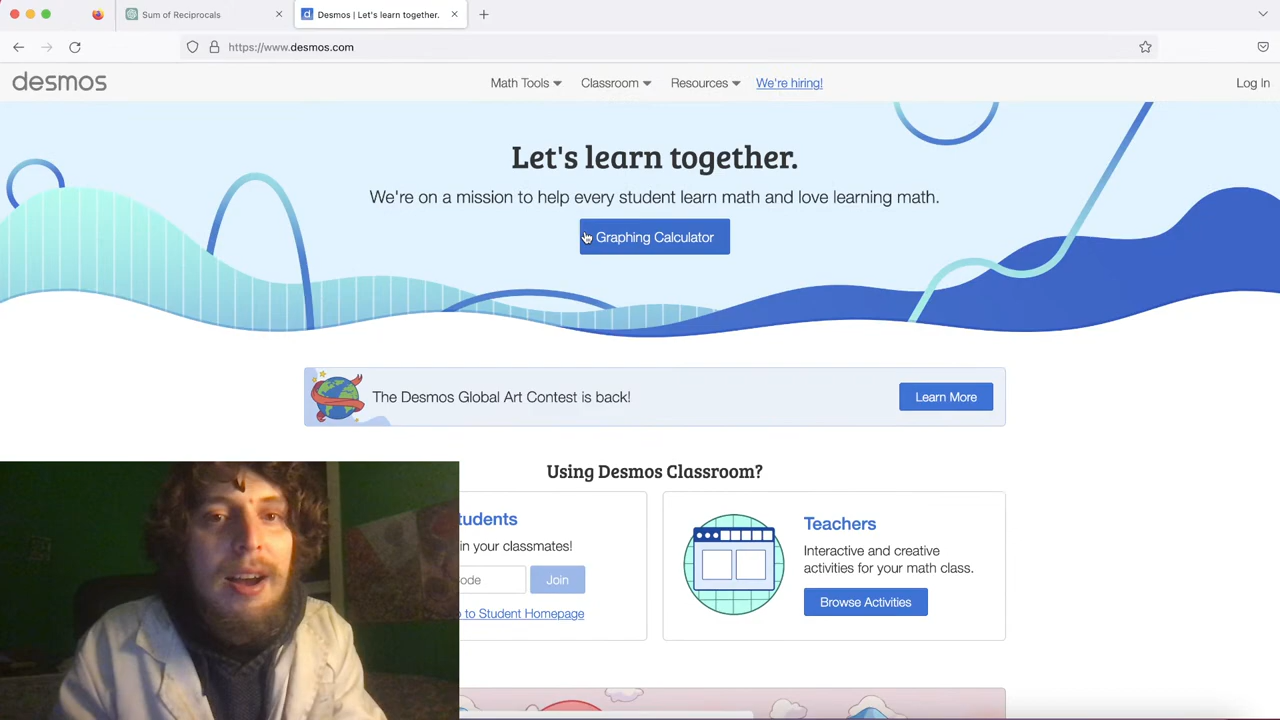 Sum of Reciprocals
Desmos | Let's learn together.
https://www.desmos.com
desmos
Math Tools
Classroom
Resources
We're hiring!
Log In
Let's learn together.
We're on a mission to help every student learn math and love learning math.
Graphing Calculator
The Desmos Global Art Contest is back!
Learn More
Using Desmos Classroom?
tudents
in your classmates!
ode
Join
to Student Homepage
Teachers
Interactive and creative
activities for your math class.
Browse Activities